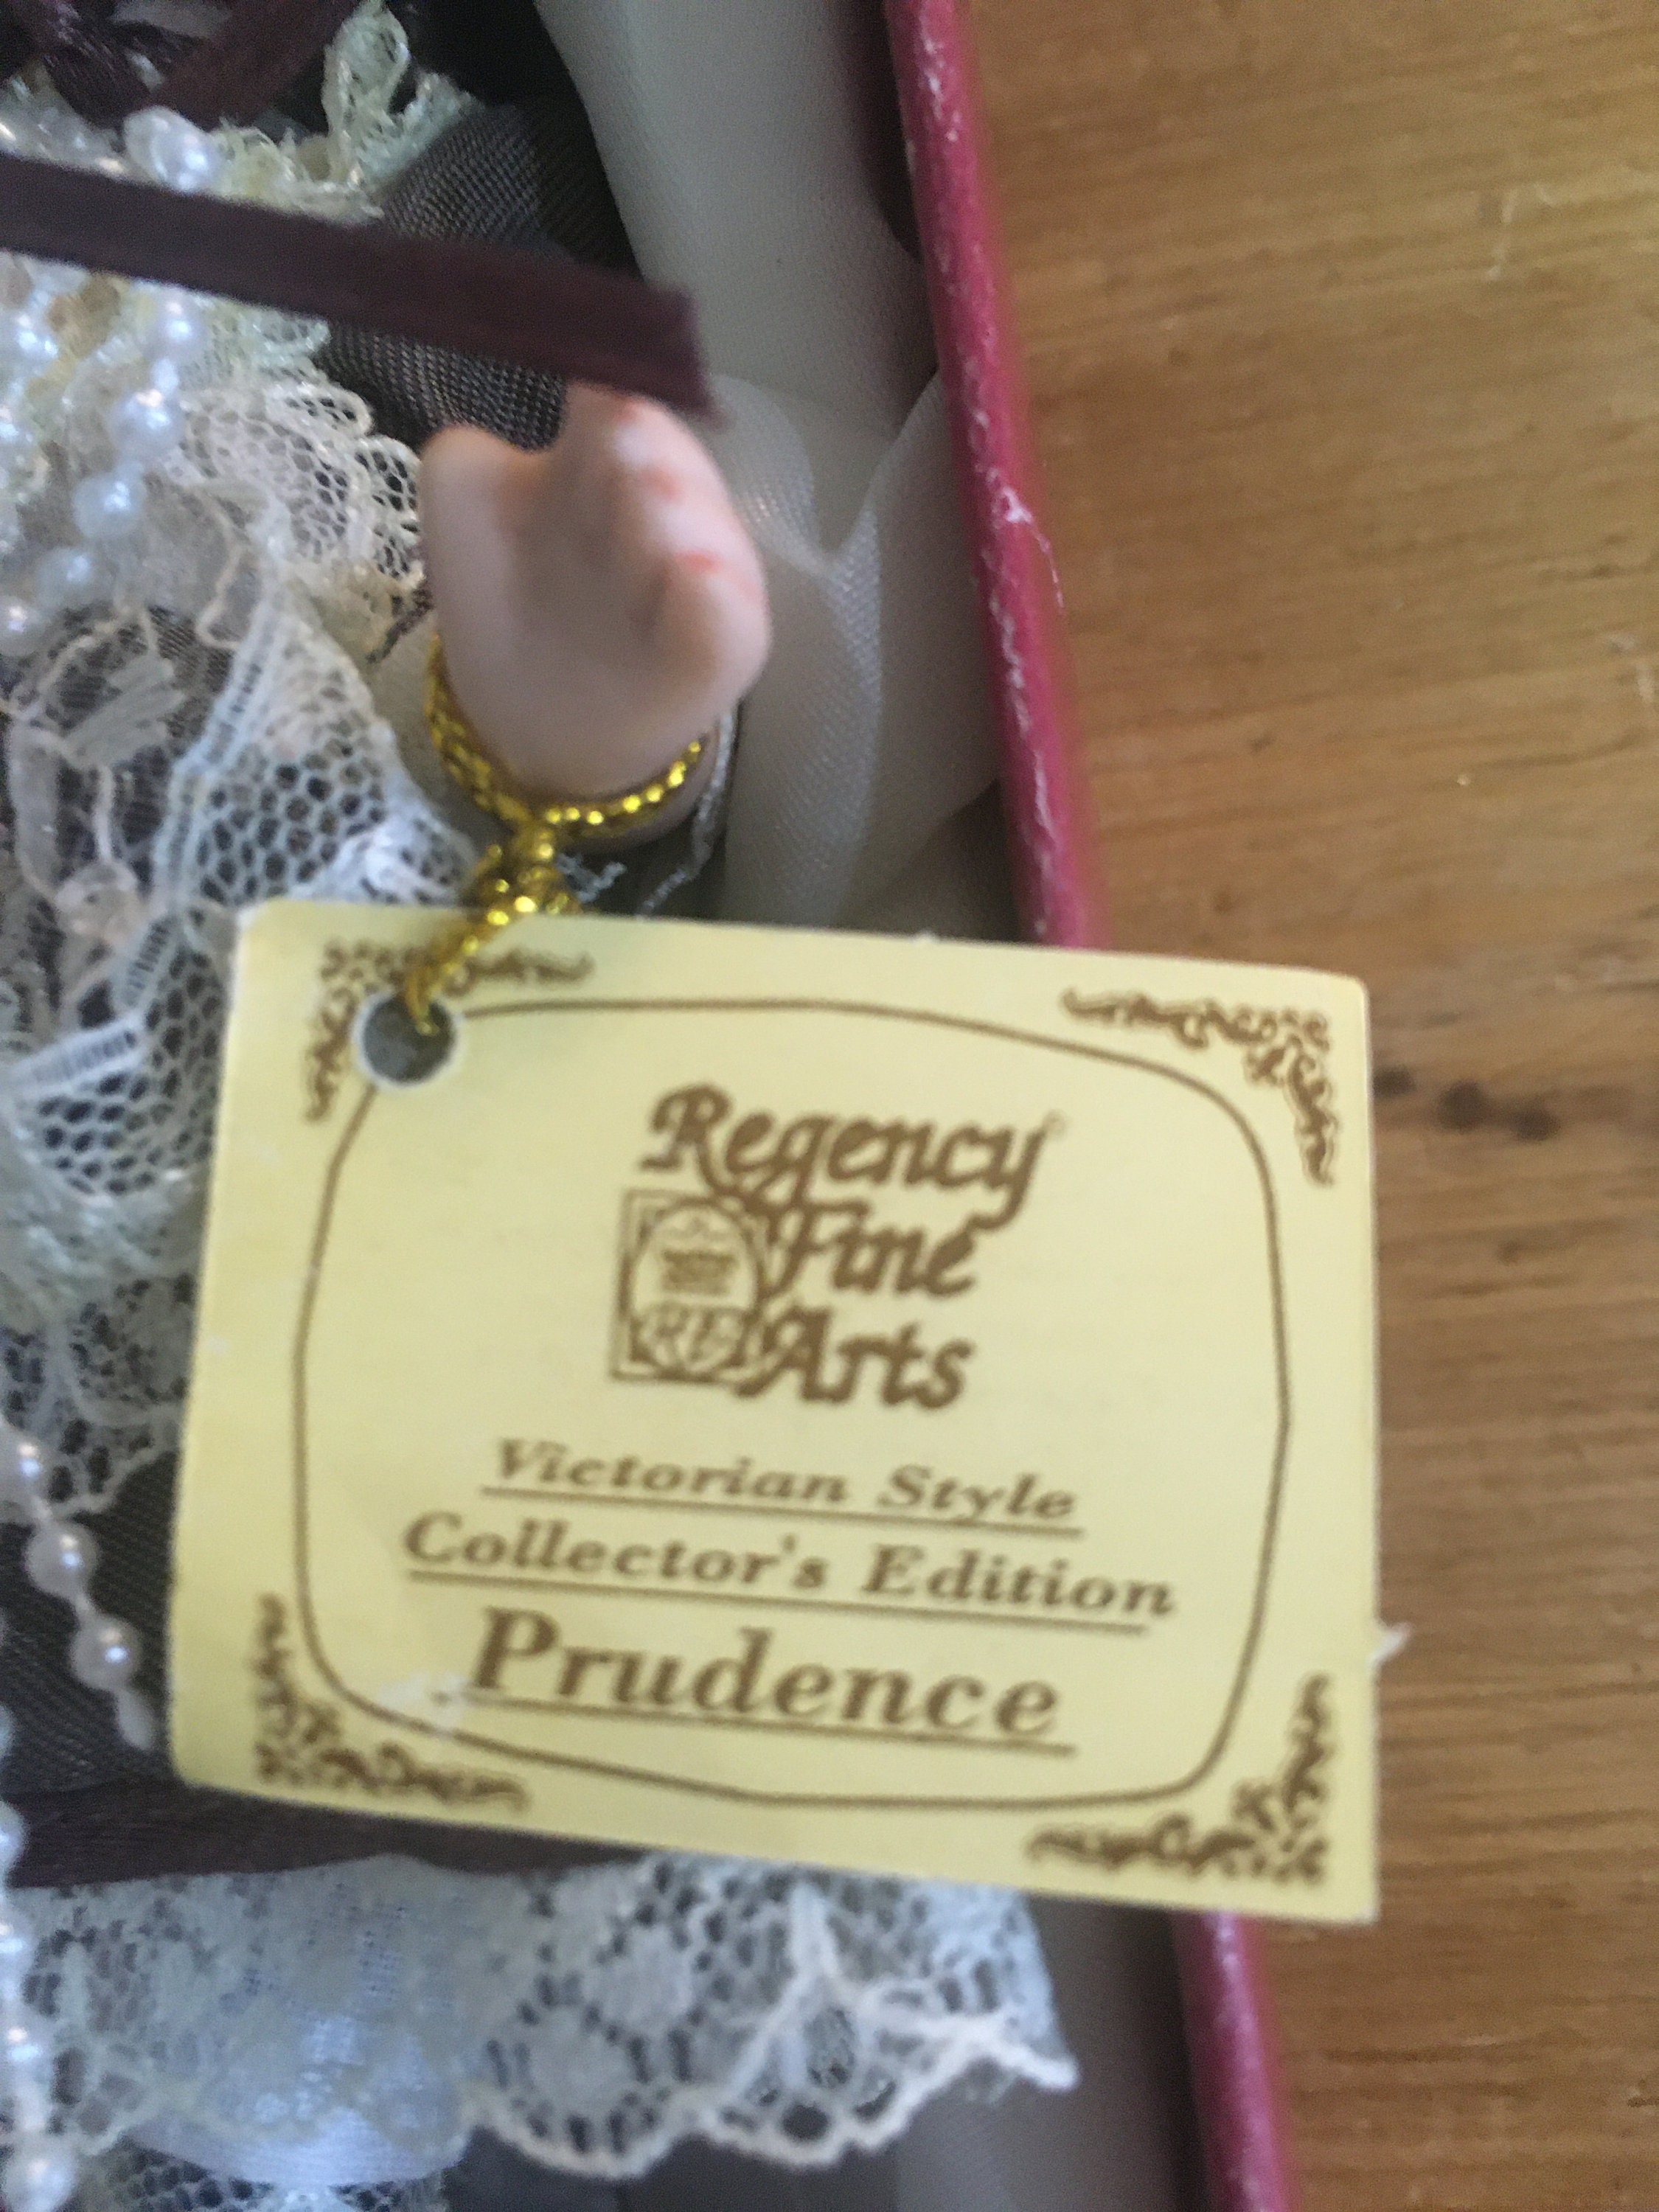 Regency
Fine
Arts
Victorian Style
Collector's Edition
Prudence